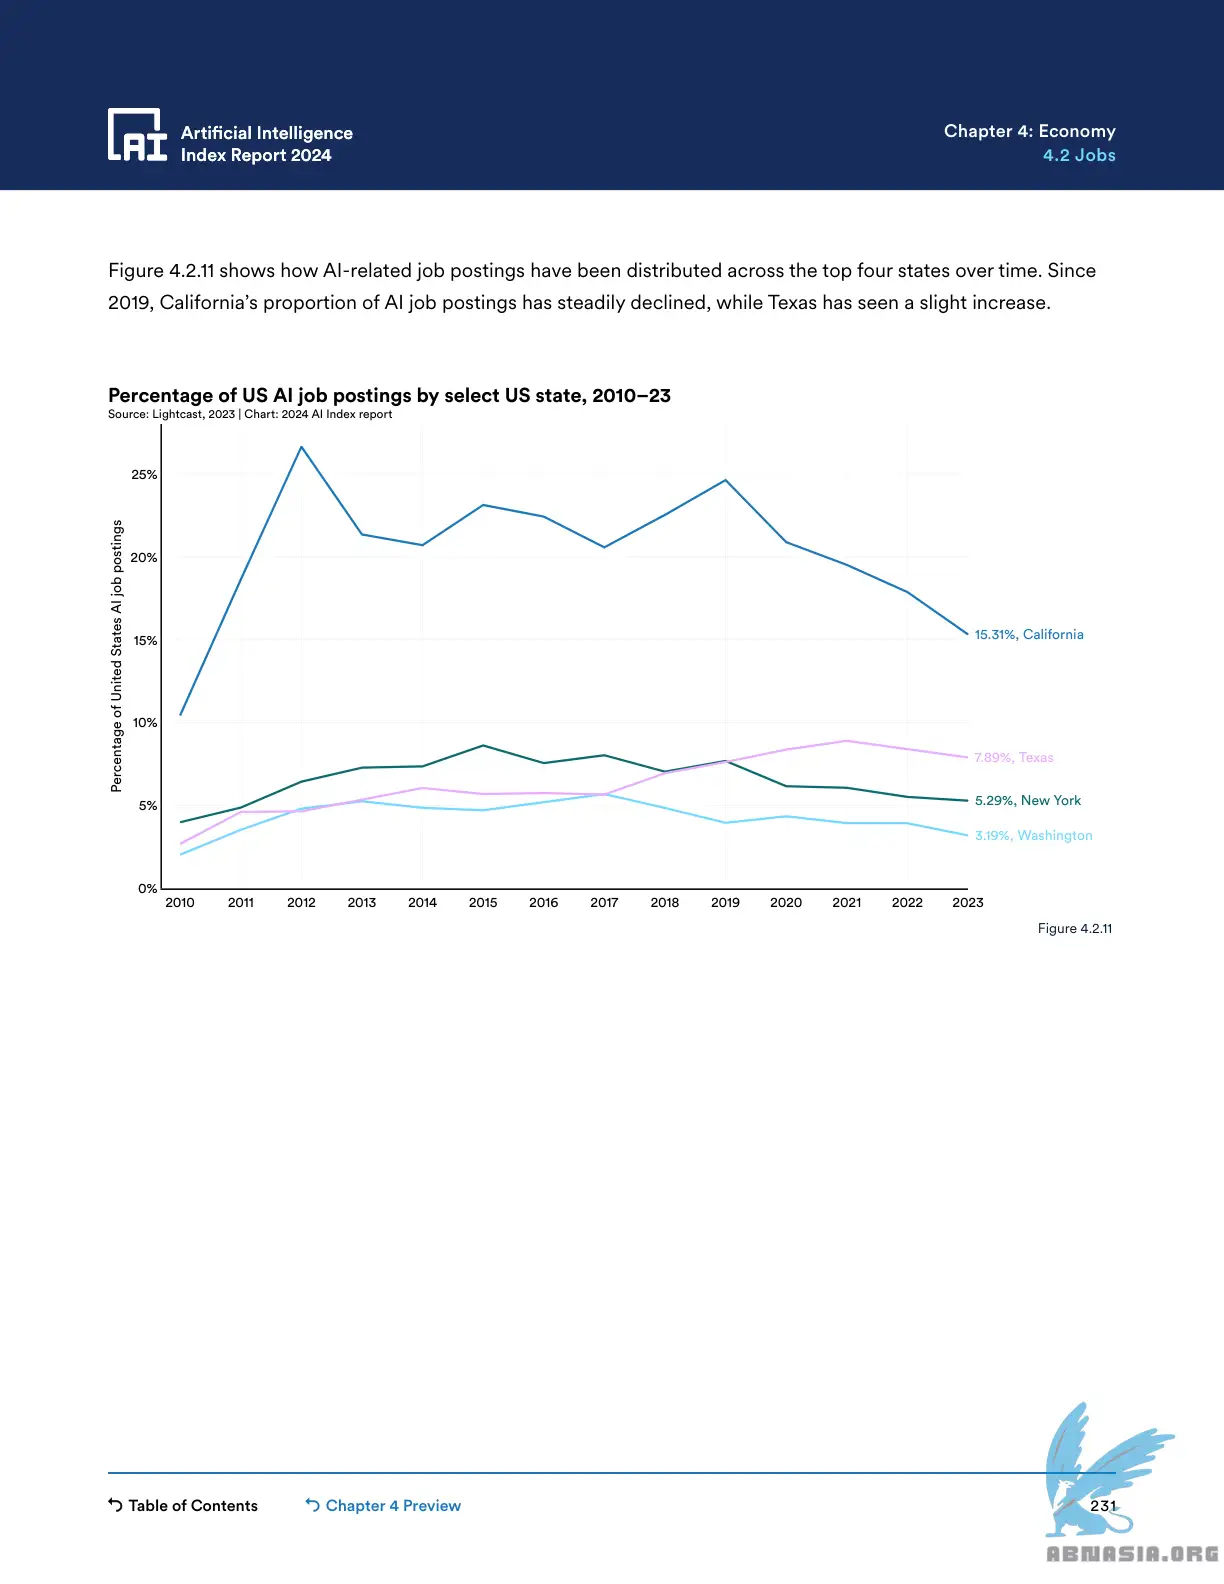 AI
Artificial Intelligence
Index Report 2024
Chapter 4: Economy
4.2 Jobs
Figure 4.2.11 shows how AI-related job postings have been distributed across the top four states over time. Since
2019, California’s proportion of AI job postings has steadily declined, while Texas has seen a slight increase.
Percentage of US AI job postings by select US state, 2010–23
Source: Lightcast, 2023 | Chart: 2024 AI Index report
Percentage of United States AI job postings
25%
20%
15%
10%
5%
0%
15.31%, California
7.89%, Texas
5.29%, New York
3.19%, Washington
2010 2011 2012 2013 2014 2015 2016 2017 2018 2019 2020 2021 2022 2023
Figure 4.2.11
Table of Contents
Chapter 4 Preview
231
ABNASIA.ORG